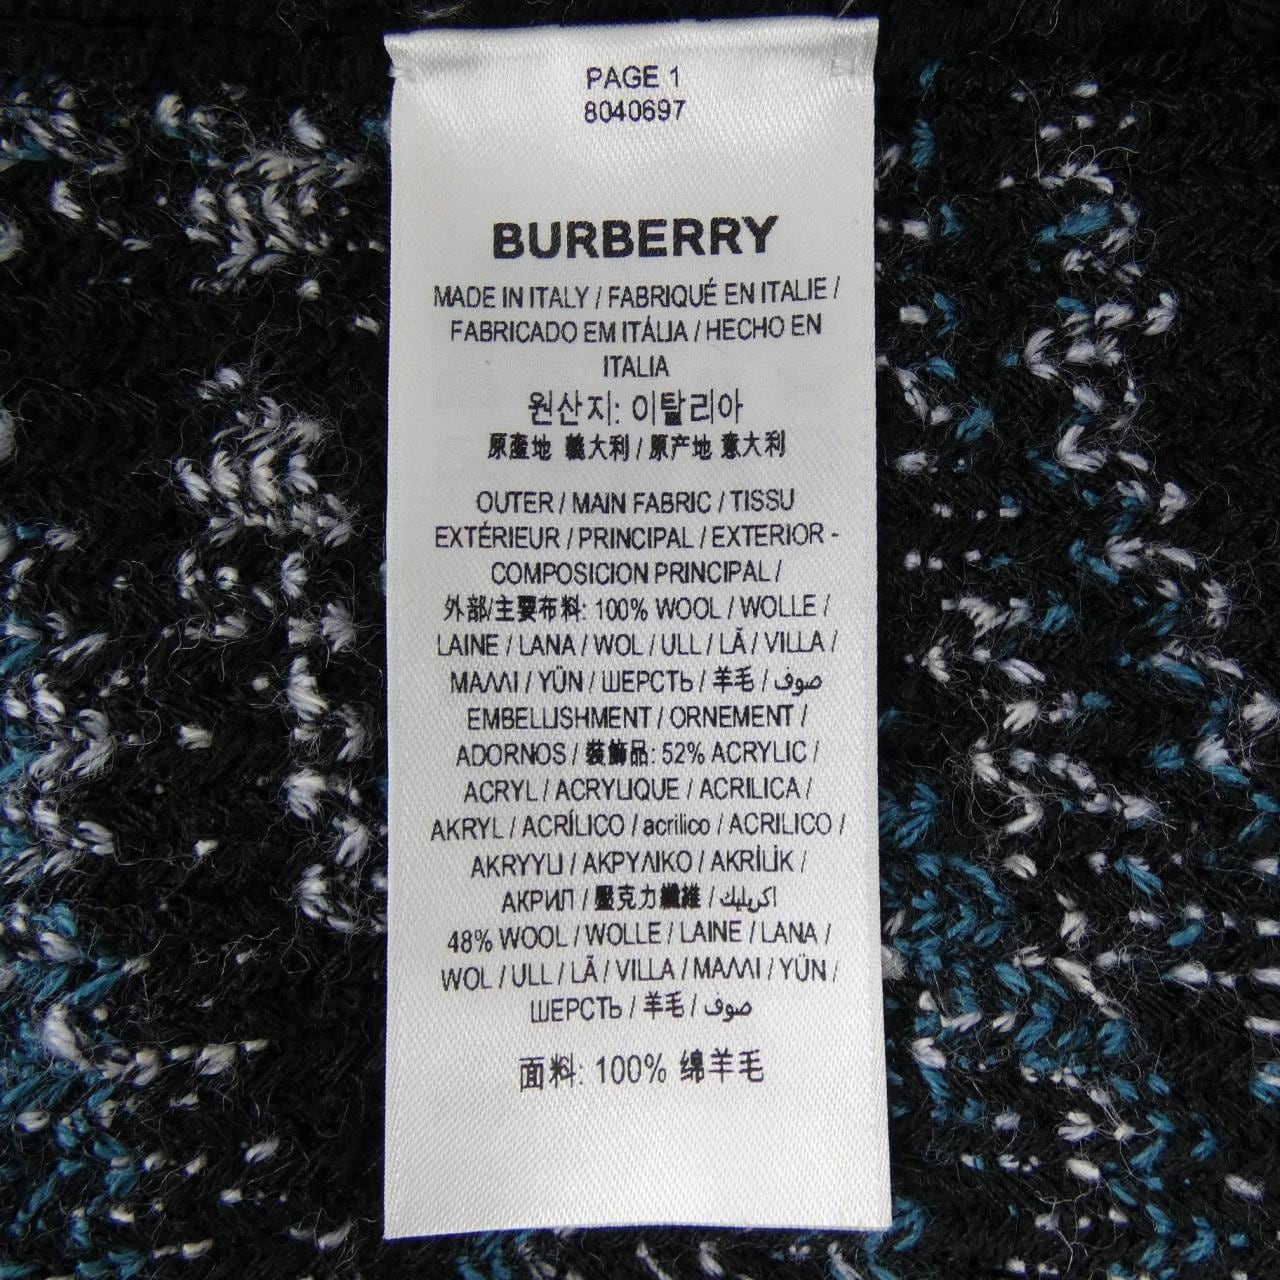 PAGE 1
8040697
BURBERRY
MADE IN ITALY / FABRIQUÉ EN ITALIE /
FABRICADO EM ITÁLIA / HECHO EN
ITALIA
원산지: 이탈리아
原產地 義大利 / 原产地 意大利
OUTER / MAIN FABRIC / TISSU
EXTÉRIEUR / PRINCIPAL / EXTERIOR -
COMPOSICION PRINCIPAL /
外部/主要布料: 100% WOOL / WOLLE /
LAINE / LANA / WOL / ULL / LÃ / VILLA /
ΜΑΛΛΙ / YÜN / ШЕРСТЬ / 羊毛 / صوف
EMBELLISHMENT / ORNEMENT /
ADORNOS / 裝飾品: 52% ACRYLIC /
ACRYL / ACRYLIQUE / ACRILICA /
AKRYL / ACRÍLICO / acrilico / ACRILICO /
AKRYYLI / ΑΚΡΥΛΙΚΟ / AKRİLİK /
АКРИЛ / 壓克力纖維 / اكريليك
48% WOOL / WOLLE / LAINE / LANA /
WOL / ULL / LÃ / VILLA / ΜΑΛΛΙ / YÜN /
ШЕРСТЬ / 羊毛 / صوف
面料: 100% 绵羊毛